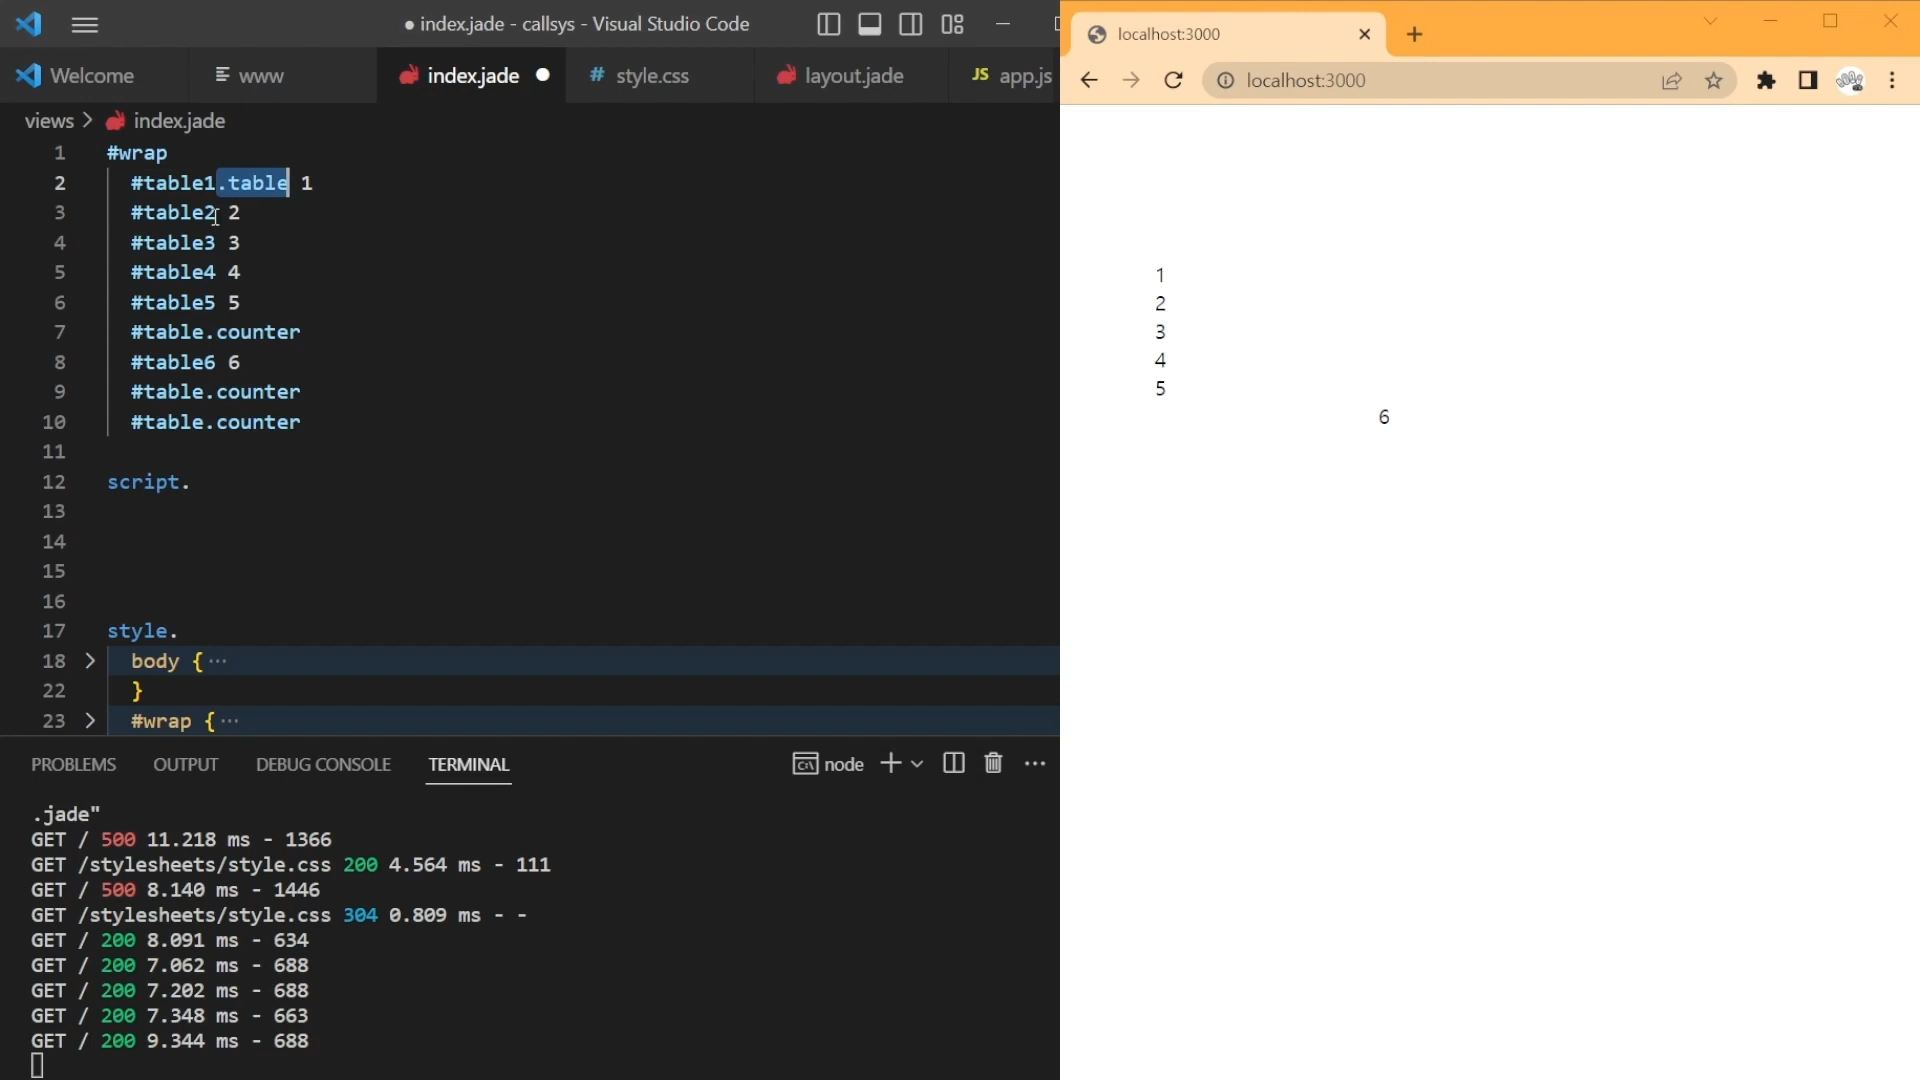 ● index.jade - callsys - Visual Studio Code
Welcome
www
index.jade
# style.css
layout.jade
JS app.js
views > index.jade
1 #wrap
2 #table1.table 1
3 #table2 2
4 #table3 3
5 #table4 4
6 #table5 5
7 #table.counter
8 #table6 6
9 #table.counter
10 #table.counter
11
12 script.
13
14
15
16
17 style.
18 > body { ···
22 }
23 > #wrap { ···
PROBLEMS OUTPUT DEBUG CONSOLE TERMINAL
node
.jade"
GET / 500 11.218 ms - 1366
GET /stylesheets/style.css 200 4.564 ms - 111
GET / 500 8.140 ms - 1446
GET /stylesheets/style.css 304 0.809 ms - -
GET / 200 8.091 ms - 634
GET / 200 7.062 ms - 688
GET / 200 7.202 ms - 688
GET / 200 7.348 ms - 663
GET / 200 9.344 ms - 688
localhost:3000
localhost:3000
1
2
3
4
5
6